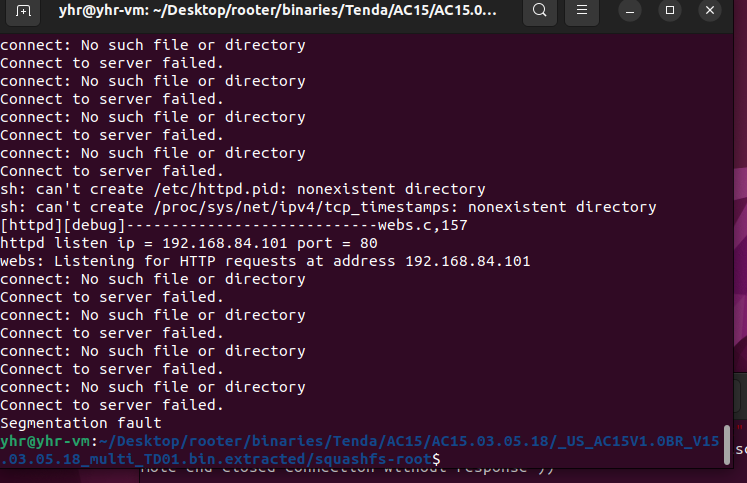 yhr@yhr-vm: ~/Desktop/rooter/binaries/Tenda/AC15/AC15.0...
connect: No such file or directory
Connect to server failed.
connect: No such file or directory
Connect to server failed.
connect: No such file or directory
Connect to server failed.
connect: No such file or directory
Connect to server failed.
sh: can't create /etc/httpd.pid: nonexistent directory
sh: can't create /proc/sys/net/ipv4/tcp_timestamps: nonexistent directory
[httpd][debug]----------------------------webs.c,157
httpd listen ip = 192.168.84.101 port = 80
webs: Listening for HTTP requests at address 192.168.84.101
connect: No such file or directory
Connect to server failed.
connect: No such file or directory
Connect to server failed.
connect: No such file or directory
Connect to server failed.
connect: No such file or directory
Connect to server failed.
Segmentation fault
yhr@yhr-vm:~/Desktop/rooter/binaries/Tenda/AC15/AC15.03.05.18/_US_AC15V1.0BR_V15
.03.05.18_multi_TD01.bin.extracted/squashfs-root$
end closed connection without response'))